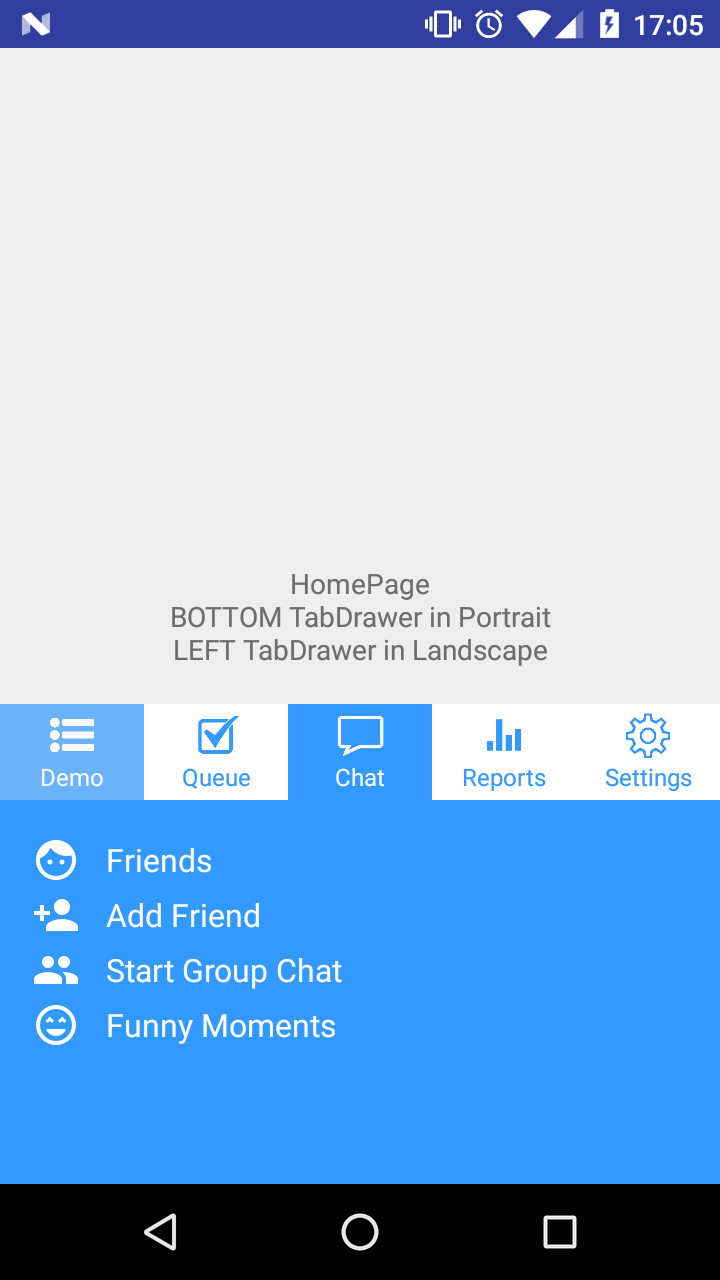 17:05
HomePage
BOTTOM TabDrawer in Portrait
LEFT TabDrawer in Landscape
Demo
Queue
Chat
Reports
Settings
Friends
Add Friend
Start Group Chat
Funny Moments